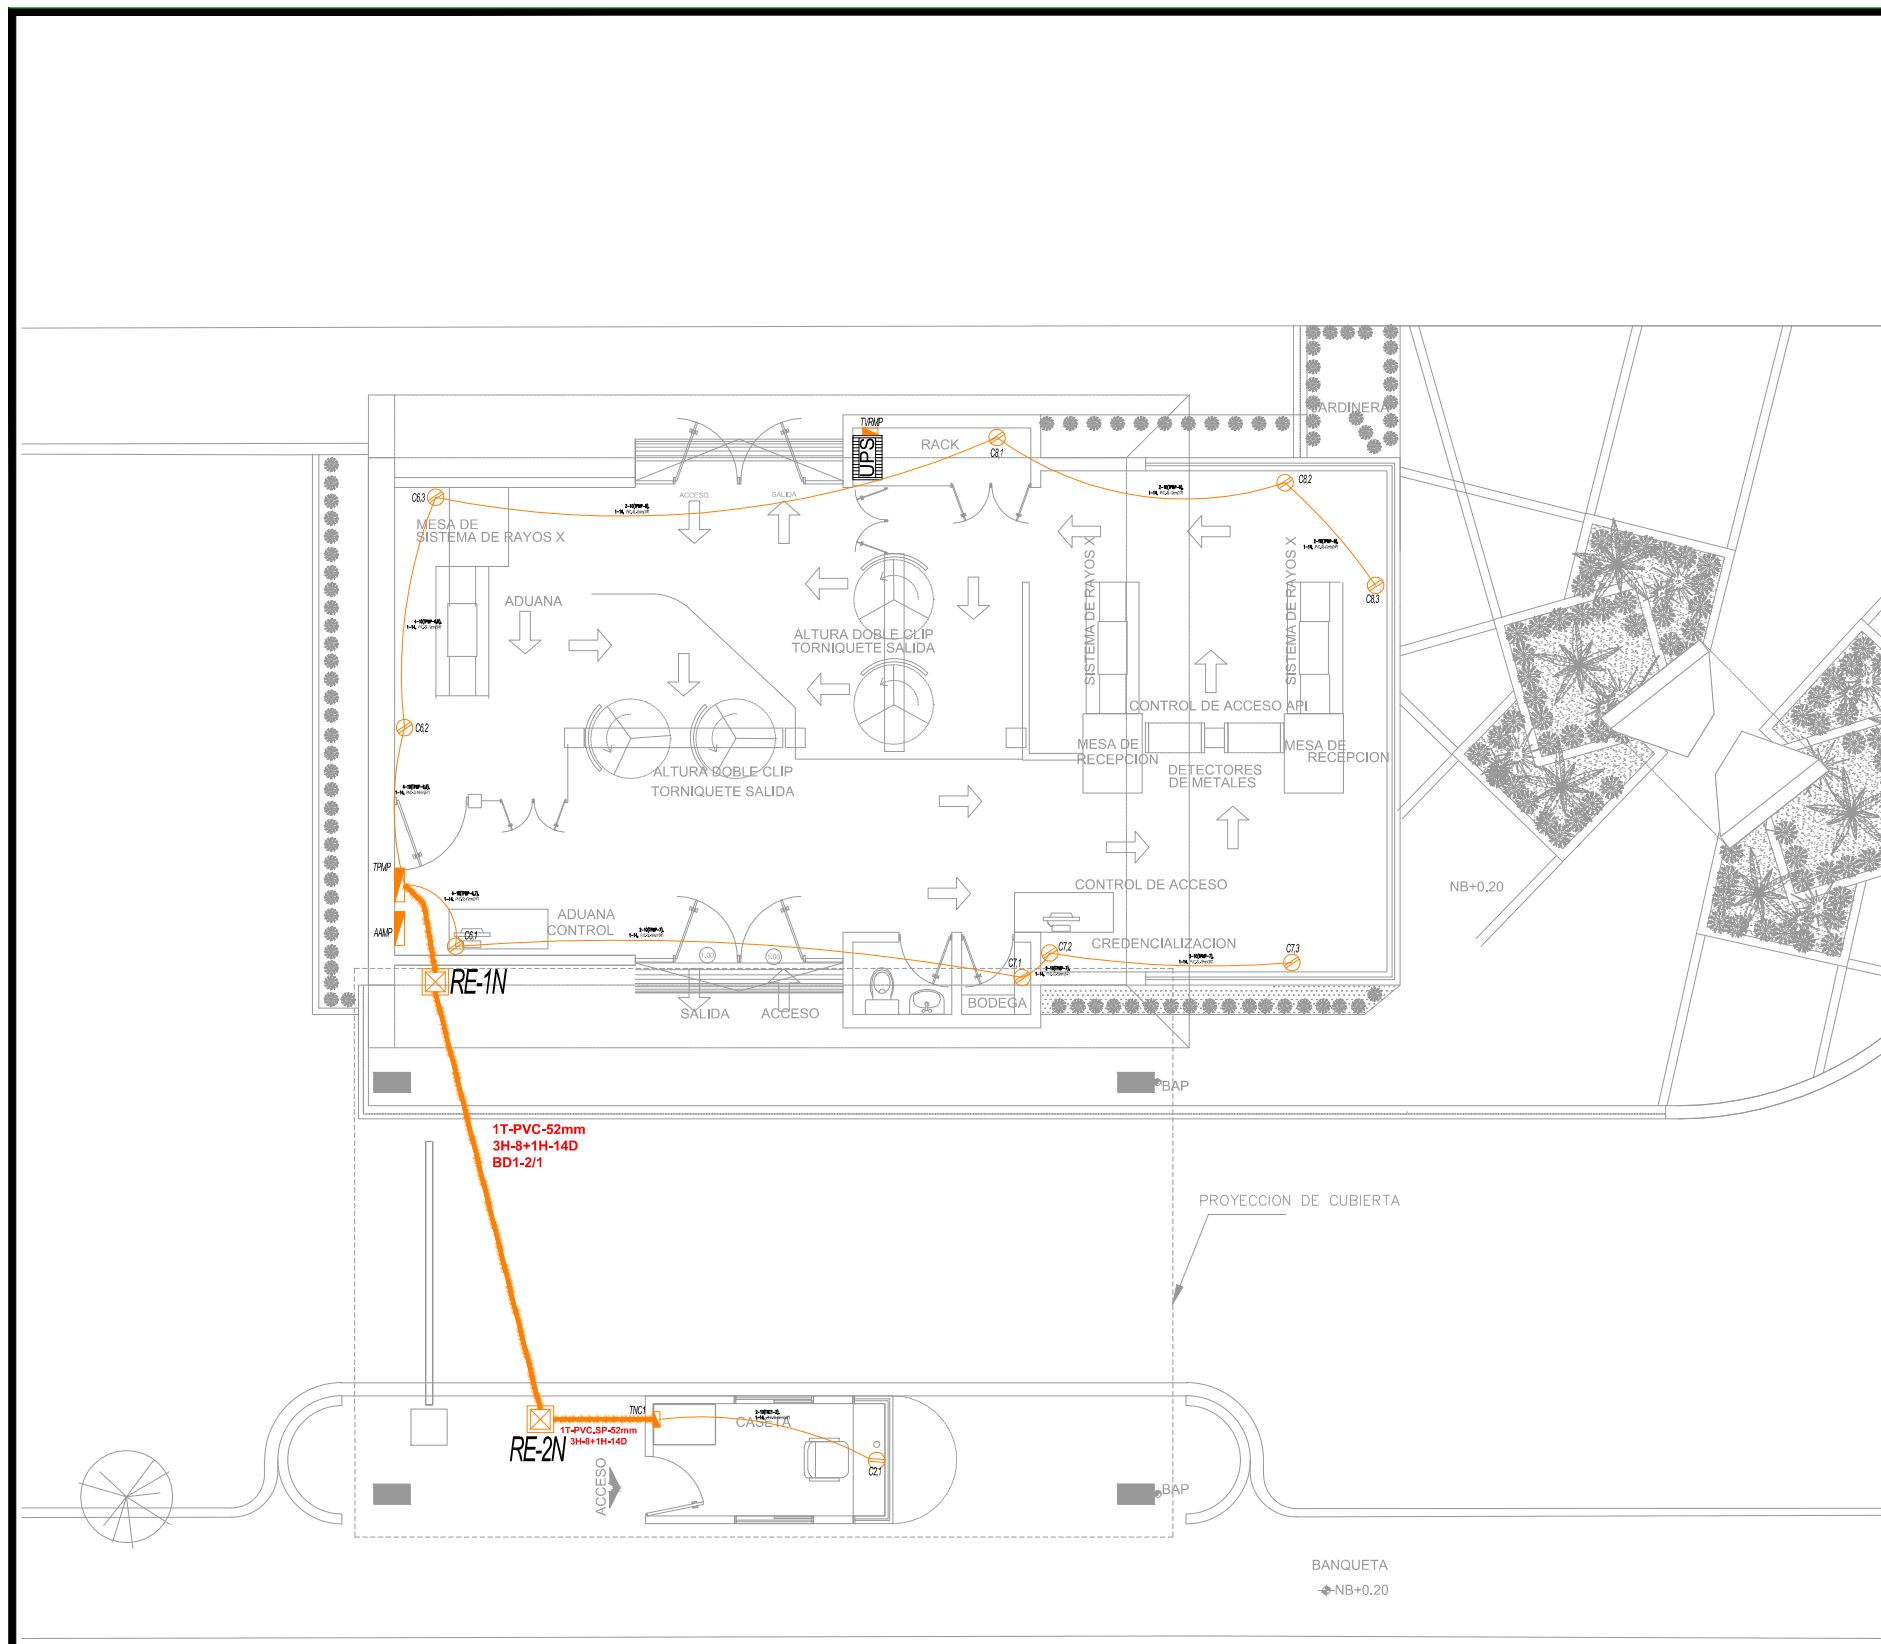 JARDINERA
TVRMP
UPS
RACK
C8,1
C8,2
C6,3
ACCESO
SALIDA
MESA DE
SISTEMA DE RAYOS X
SISTEMA DE RAYOS X
SISTEMA DE RAYOS X
C8,3
ADUANA
ALTURA DOBLE CLIP
TORNIQUETE SALIDA
CONTROL DE ACCESO API
C6,2
MESA DE
RECEPCION
MESA DE
RECEPCION
DETECTORES
DE METALES
ALTURA DOBLE CLIP
TORNIQUETE SALIDA
TPMP
CONTROL DE ACCESO
NB+0.20
ADUANA
CONTROL
AAMP
C6,1
CREDENCIALIZACION
C7,2
C7,3
C7,1
1.00
1.00
RE-1N
BODEGA
SALIDA
ACCESO
BAP
1T-PVC-52mm
3H-8+1H-14D
BD1-2/1
PROYECCION DE CUBIERTA
TNC1
CASETA
1T-PVC.SP-52mm
3H-8+1H-14D
RE-2N
C2,1
ACCESO
BAP
BANQUETA
NB+0.20